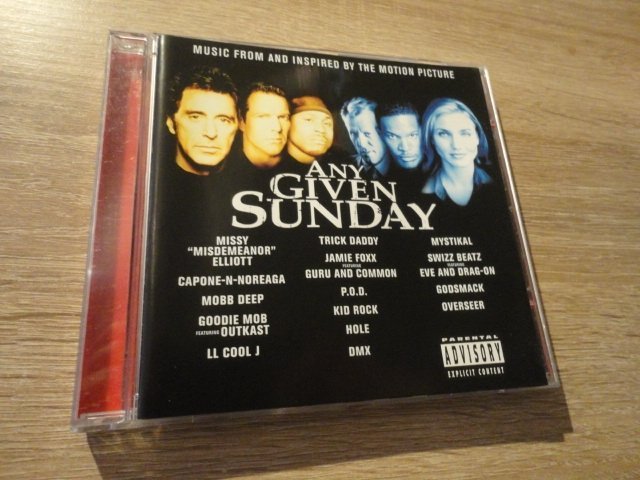 MUSIC FROM AND INSPIRED BY THE MOTION PICTURE
ANY
GIVEN
SUNDAY
MISSY
"MISDEMEANOR"
ELLIOTT
CAPONE-N-NOREAGA
MOBB DEEP
GOODIE MOB
FEATURING OUTKAST
LL COOL J
TRICK DADDY
JAMIE FOXX
FEATURING
GURU AND COMMON
P.O.D.
KID ROCK
HOLE
DMX
MYSTIKAL
SWIZZ BEATZ
FEATURING
EVE AND DRAG-ON
GODSMACK
OVERSEER
PARENTAL
ADVISORY
EXPLICIT CONTENT